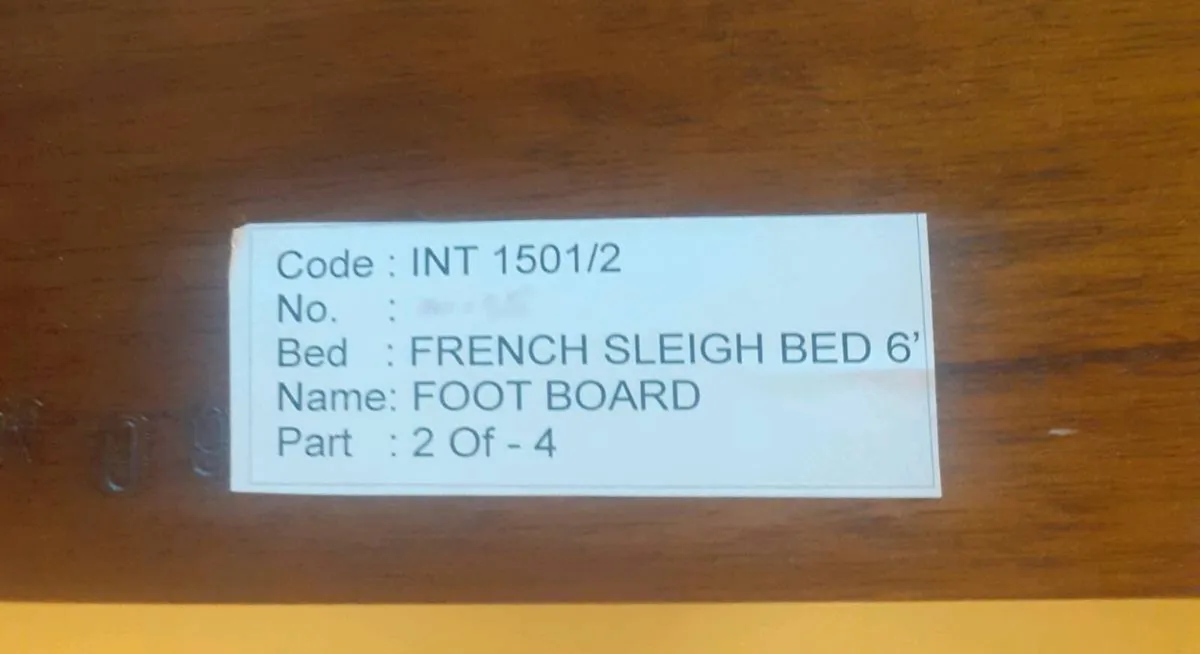 Code : INT 1501/2
No. :
Bed : FRENCH SLEIGH BED 6’
Name: FOOT BOARD
Part : 2 Of - 4